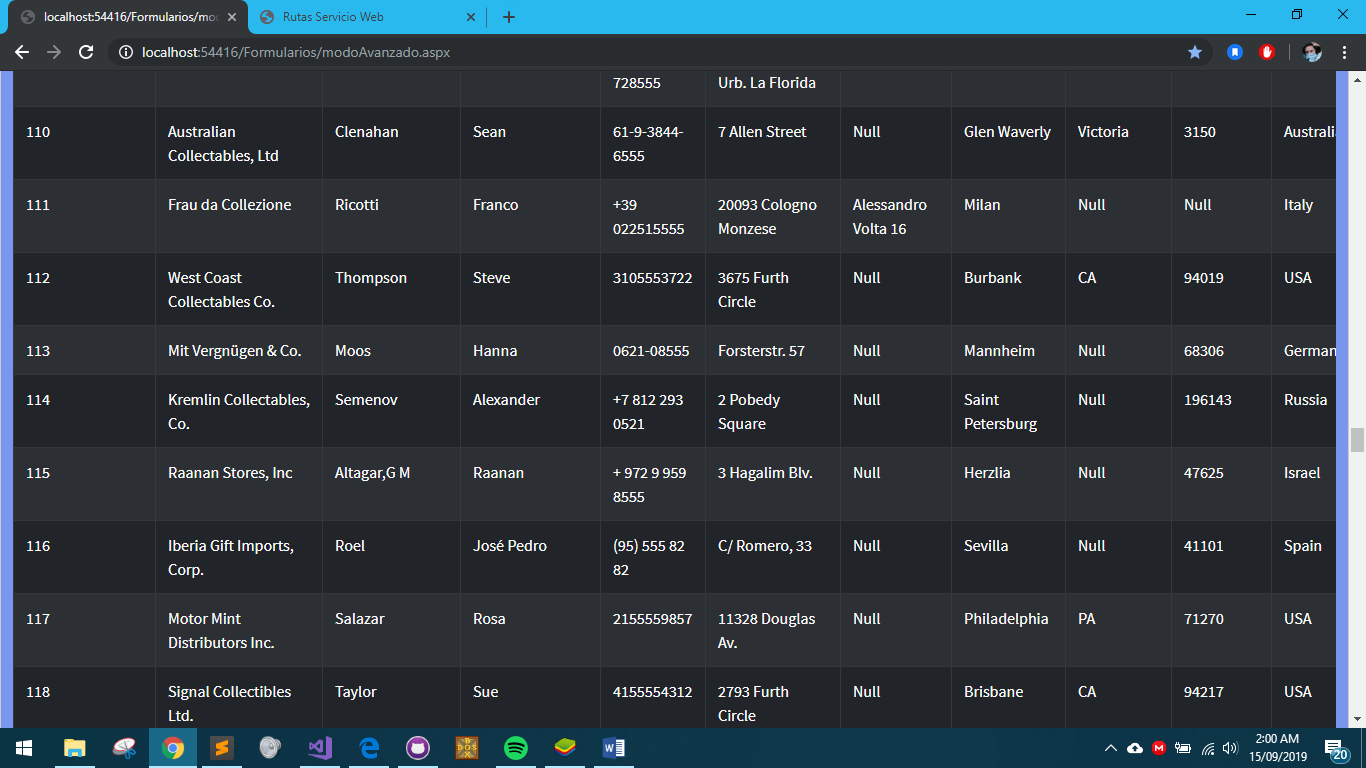 localhost:54416/Formularios/mod
Rutas Servicio Web
localhost:54416/Formularios/modoAvanzado.aspx
728555 Urb. La Florida
110 Australian Collectables, Ltd Clenahan Sean 61-9-3844-6555 7 Allen Street Null Glen Waverly Victoria 3150 Australi
111 Frau da Collezione Ricotti Franco +39 022515555 20093 Cologno Monzese Alessandro Volta 16 Milan Null Null Italy
112 West Coast Collectables Co. Thompson Steve 3105553722 3675 Furth Circle Null Burbank CA 94019 USA
113 Mit Vergnügen & Co. Moos Hanna 0621-08555 Forsterstr. 57 Null Mannheim Null 68306 German
114 Kremlin Collectables, Co. Semenov Alexander +7 812 293 0521 2 Pobedy Square Null Saint Petersburg Null 196143 Russia
115 Raanan Stores, Inc Altagar,G M Raanan + 972 9 959 8555 3 Hagalim Blv. Null Herzlia Null 47625 Israel
116 Iberia Gift Imports, Corp. Roel José Pedro (95) 555 82 82 C/ Romero, 33 Null Sevilla Null 41101 Spain
117 Motor Mint Distributors Inc. Salazar Rosa 2155559857 11328 Douglas Av. Null Philadelphia PA 71270 USA
118 Signal Collectibles Ltd. Taylor Sue 4155554312 2793 Furth Circle Null Brisbane CA 94217 USA
2:00 AM
15/09/2019
20